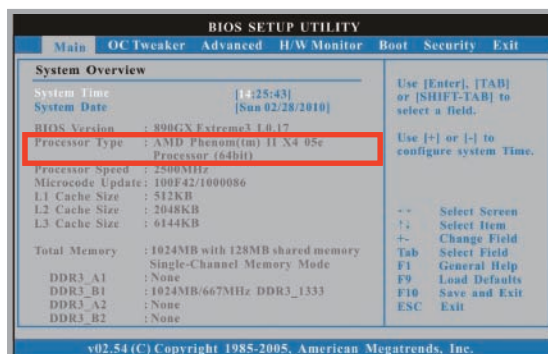 BIOS SETUP UTILITY
Main OC Tweaker Advanced H/W Monitor Boot Security Exit
System Overview
System Time [14:25:43]
System Date [Sun 02/28/2010]
BIOS Version : 890GX Extreme3 L0.17
Processor Type : AMD Phenom(tm) II X4 05e
Processor (64bit)
Processor Speed : 2500MHz
Microcode Update : 100F42/1000086
L1 Cache Size : 512KB
L2 Cache Size : 2048KB
L3 Cache Size : 6144KB
Total Memory : 1024MB with 128MB shared memory
Single-Channel Memory Mode
DDR3_A1 : None
DDR3_B1 : 1024MB/667MHz DDR3_1333
DDR3_A2 : None
DDR3_B2 : None
Use [Enter], [TAB]
or [SHIFT-TAB] to
select a field.
Use [+] or [-] to
configure system Time.
Select Screen
↑↓ Select Item
+- Change Field
Tab Select Field
F1 General Help
F9 Load Defaults
F10 Save and Exit
ESC Exit
v02.54 (C) Copyright 1985-2005, American Megatrends, Inc.